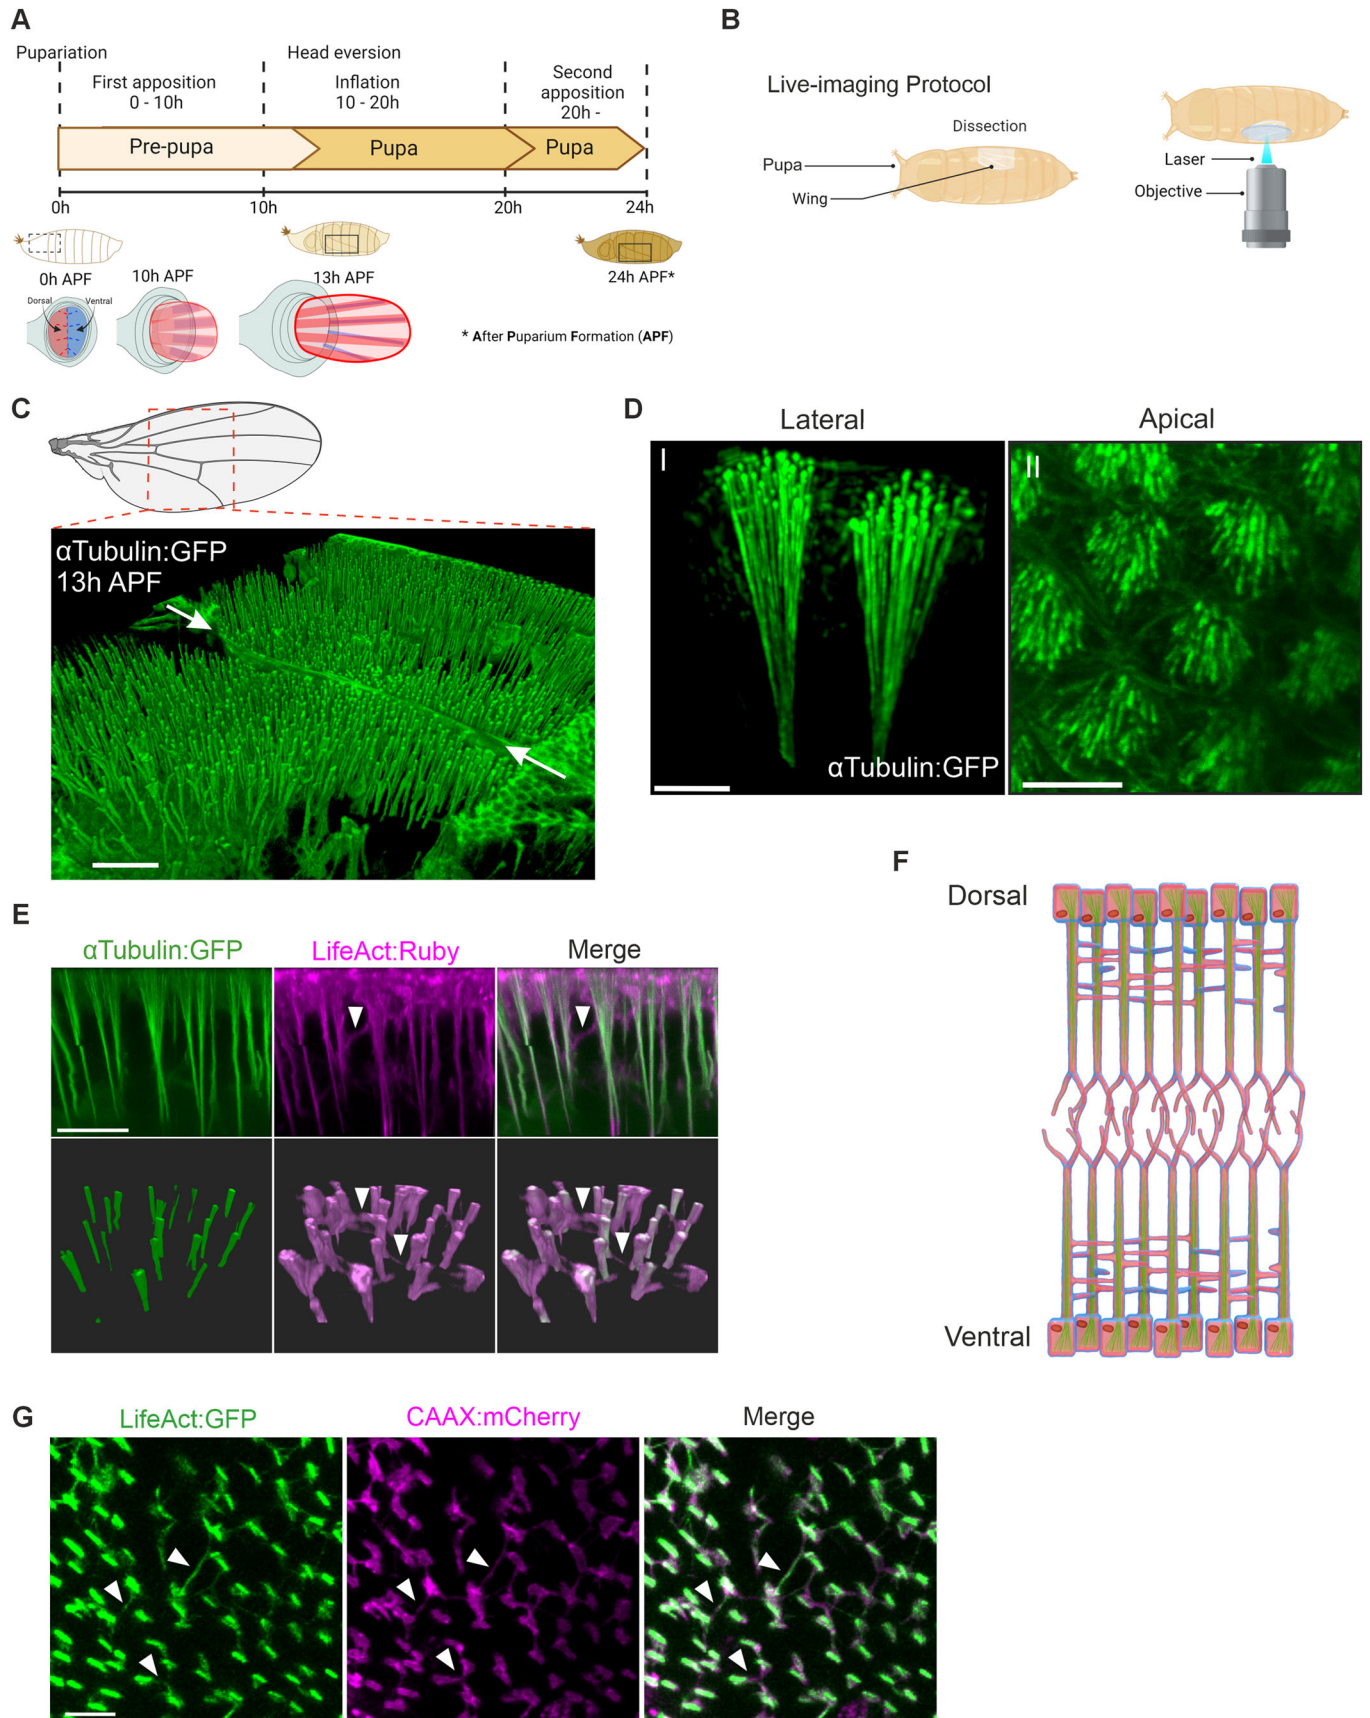 A
Pupariation
Head eversion
First apposition
0 - 10h
Inflation
10 - 20h
Second
apposition
20h -
Pre-pupa
Pupa
Pupa
0h
10h
20h
24h
0h APF
10h APF
13h APF
24h APF*
Dorsal
Ventral
* After Puparium Formation (APF)
B
Live-imaging Protocol
Dissection
Pupa
Wing
Laser
Objective
C
αTubulin:GFP
13h APF
D
Lateral
Apical
I
II
αTubulin:GFP
E
αTubulin:GFP
LifeAct:Ruby
Merge
F
Dorsal
Ventral
G
LifeAct:GFP
CAAX:mCherry
Merge